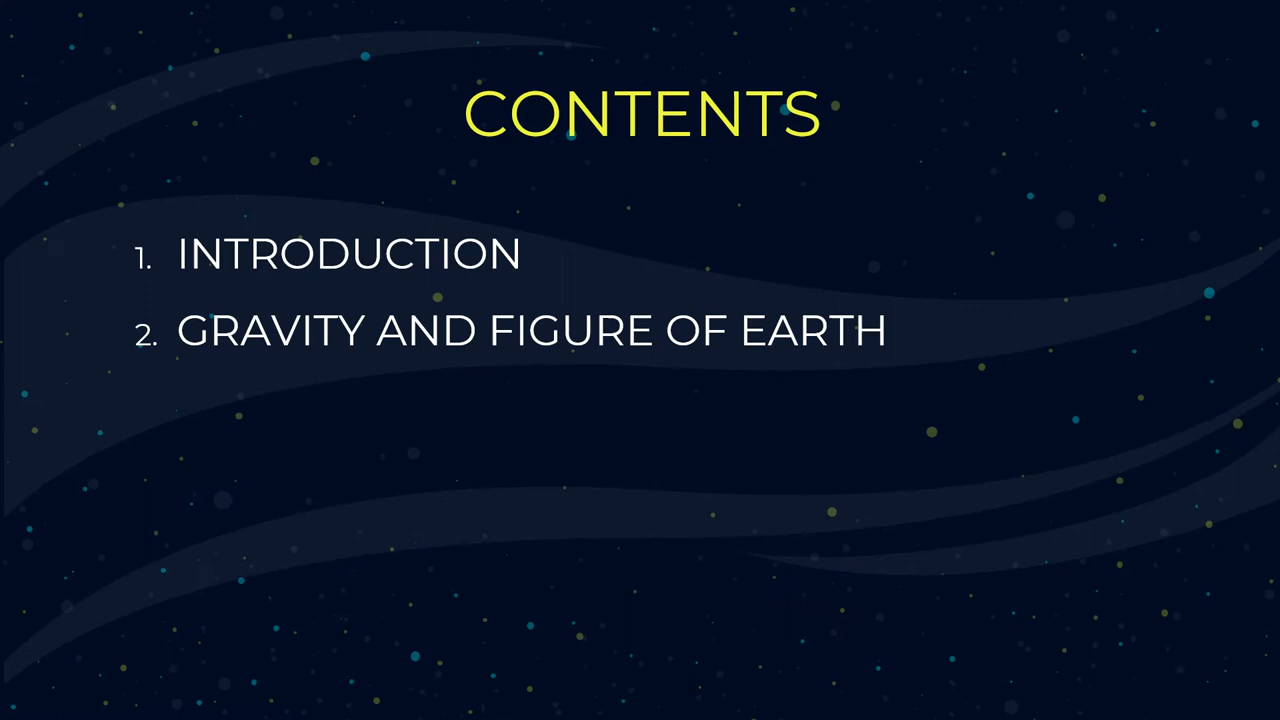 CONTENTS
1. INTRODUCTION
2. GRAVITY AND FIGURE OF EARTH